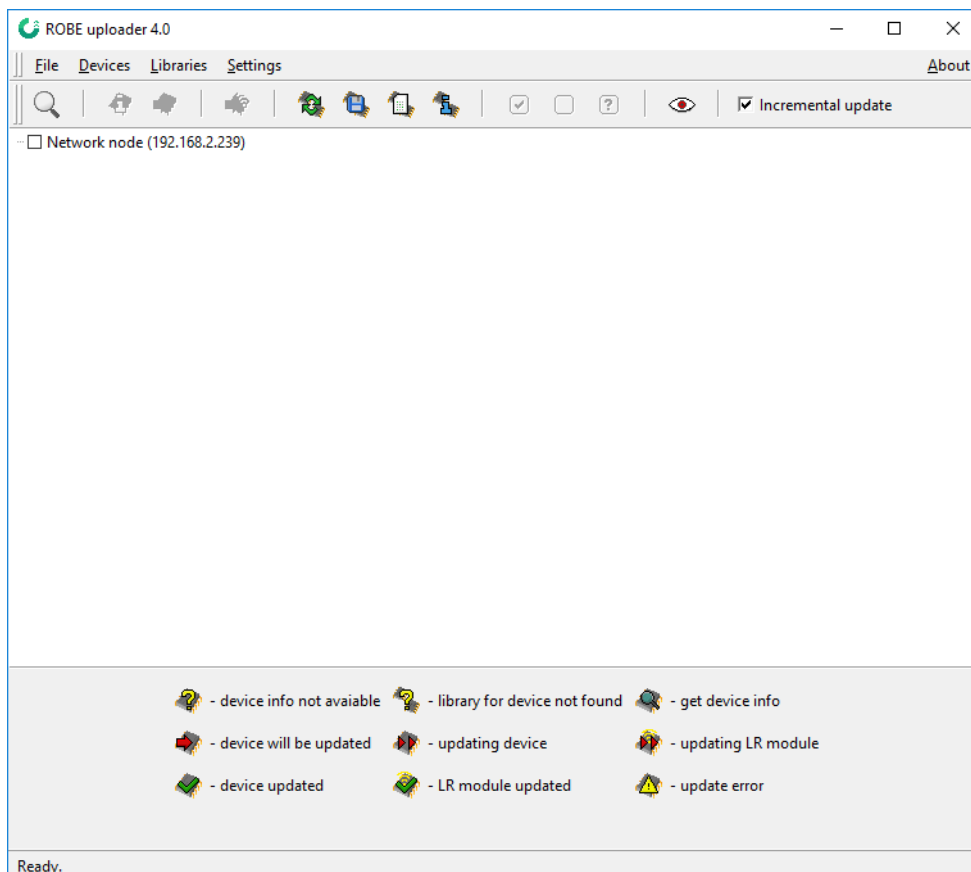 ROBE uploader 4.0
File Devices Libraries Settings About
Incremental update
Network node (192.168.2.239)
- device info not avaiable - library for device not found - get device info
- device will be updated - updating device - updating LR module
- device updated - LR module updated - update error
Ready.